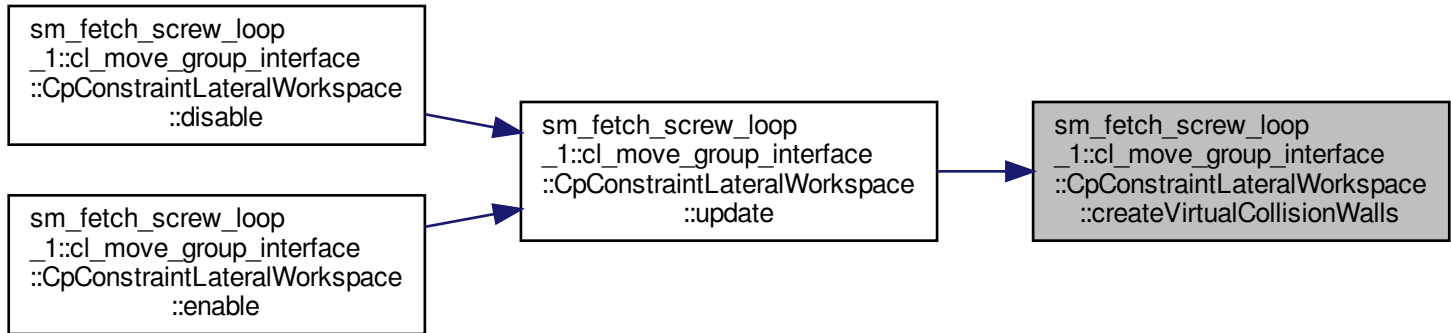 sm_fetch_screw_loop
_1::cl_move_group_interface
::CpConstraintLateralWorkspace
::disable
sm_fetch_screw_loop
_1::cl_move_group_interface
::CpConstraintLateralWorkspace
::enable
sm_fetch_screw_loop
_1::cl_move_group_interface
::CpConstraintLateralWorkspace
::update
sm_fetch_screw_loop
_1::cl_move_group_interface
::CpConstraintLateralWorkspace
::createVirtualCollisionWalls